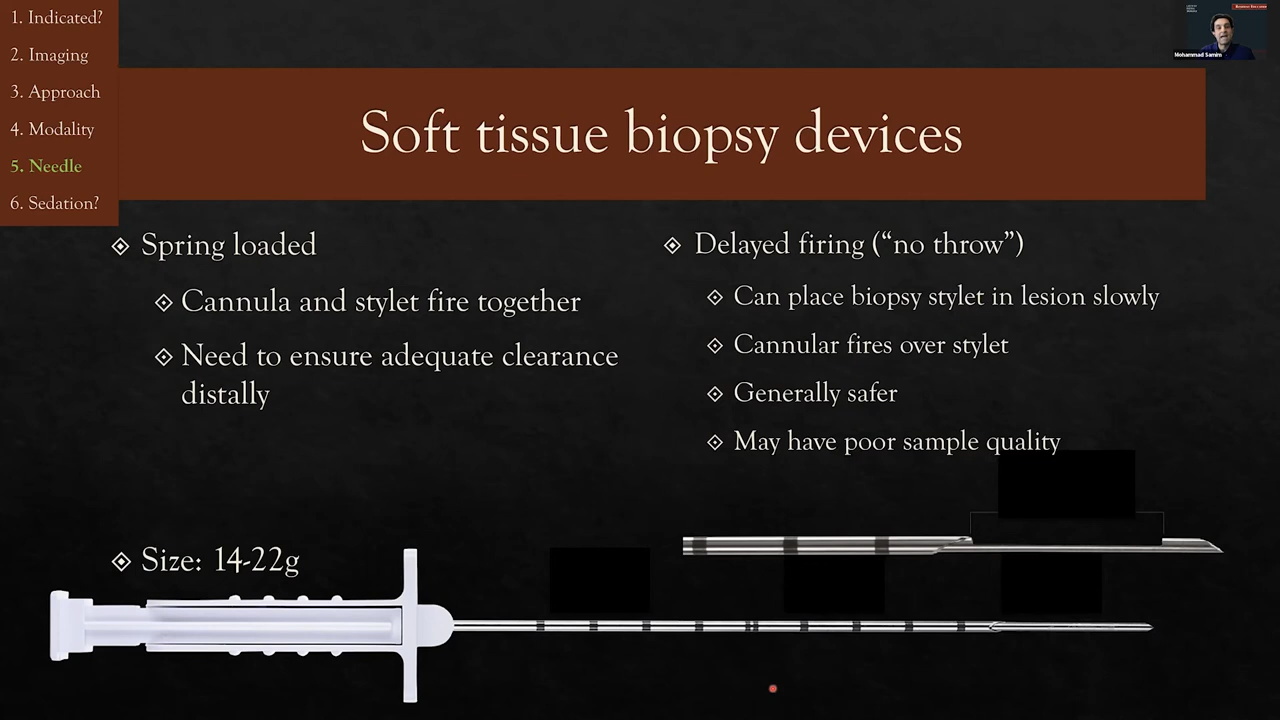 1. Indicated?
2. Imaging
3. Approach
4. Modality
5. Needle
6. Sedation?
Mohammad Samim
Soft tissue biopsy devices
Spring loaded
Cannula and stylet fire together
Need to ensure adequate clearance
distally
Size: 14-22g
Delayed firing (“no throw”)
Can place biopsy stylet in lesion slowly
Cannular fires over stylet
Generally safer
May have poor sample quality